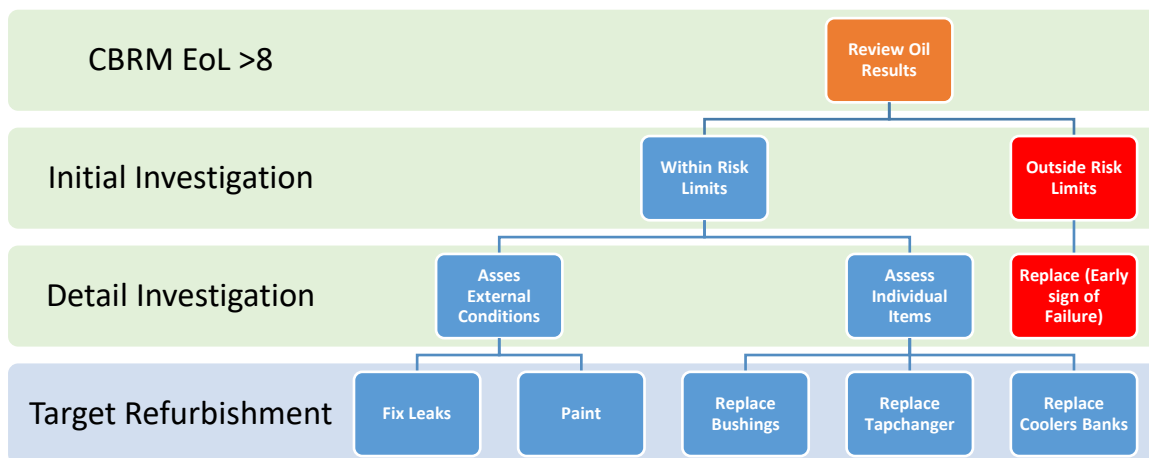 CBRM EoL >8
Review Oil
Results
Initial Investigation
Within Risk
Limits
Outside Risk
Limits
Detail Investigation
Asses
External
Conditions
Assess
Individual
Items
Replace (Early
sign of
Failure)
Target Refurbishment
Fix Leaks
Paint
Replace
Bushings
Replace
Tapchanger
Replace
Coolers Banks